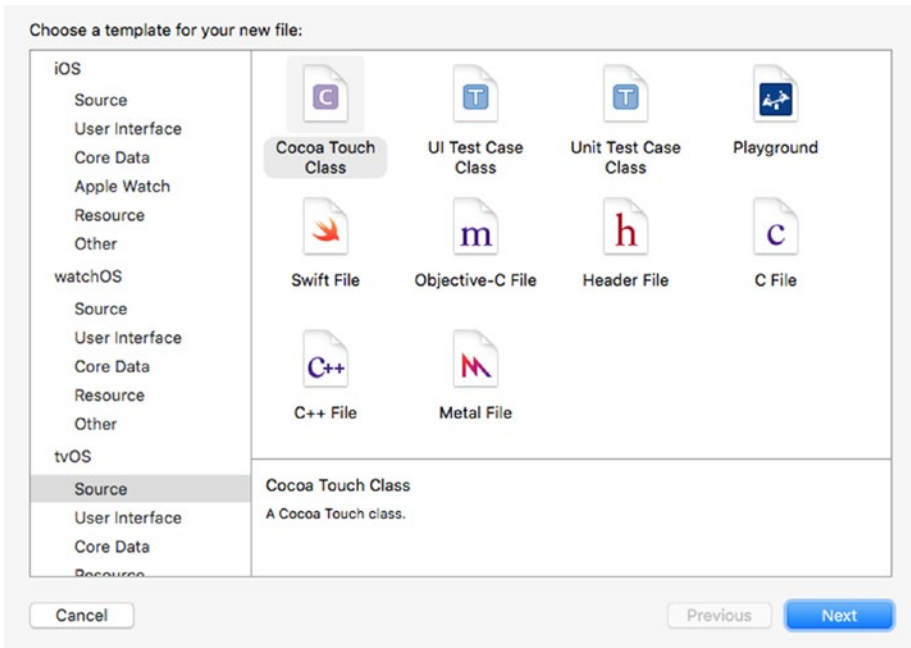 Choose a template for your new file:
iOS
Source
User Interface
Core Data
Apple Watch
Resource
Other
watchOS
Source
User Interface
Core Data
Resource
Other
tvOS
Source
User Interface
Core Data
Resource
C
T
T
Cocoa Touch
Class
UI Test Case
Class
Unit Test Case
Class
Playground
m
h
c
Swift File
Objective-C File
Header File
C File
C++
C++ File
Metal File
Cocoa Touch Class
A Cocoa Touch class.
Cancel
Previous
Next